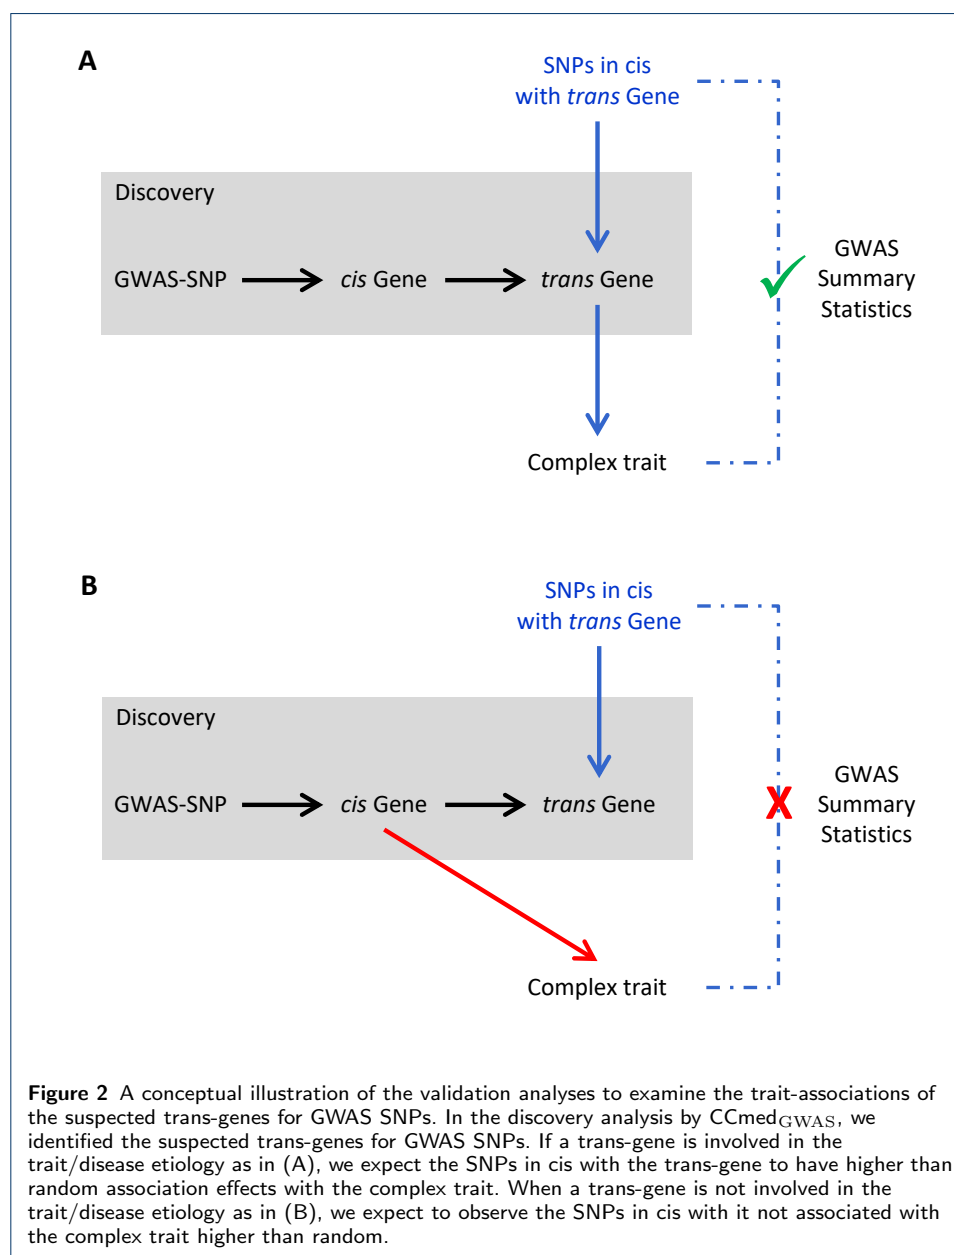 A
SNPs in cis
with trans Gene
Discovery
GWAS-SNP
cis Gene
trans Gene
GWAS
Summary
Statistics
Complex trait
B
SNPs in cis
with trans Gene
Discovery
GWAS-SNP
cis Gene
trans Gene
GWAS
Summary
Statistics
X
Complex trait
Figure 2 A conceptual illustration of the validation analyses to examine the trait-associations of
the suspected trans-genes for GWAS SNPs. In the discovery analysis by CCmedGWAS, we
identified the suspected trans-genes for GWAS SNPs. If a trans-gene is involved in the
trait/disease etiology as in (A), we expect the SNPs in cis with the trans-gene to have higher than
random association effects with the complex trait. When a trans-gene is not involved in the
trait/disease etiology as in (B), we expect to observe the SNPs in cis with it not associated with
the complex trait higher than random.